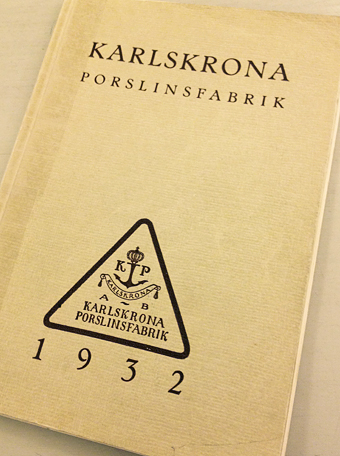 KARLSKRONA
PORSLINSFABRIK
K P
KARLSKRONA
A ~ B
KARLSKRONA
PORSLINSFABRIK
1932